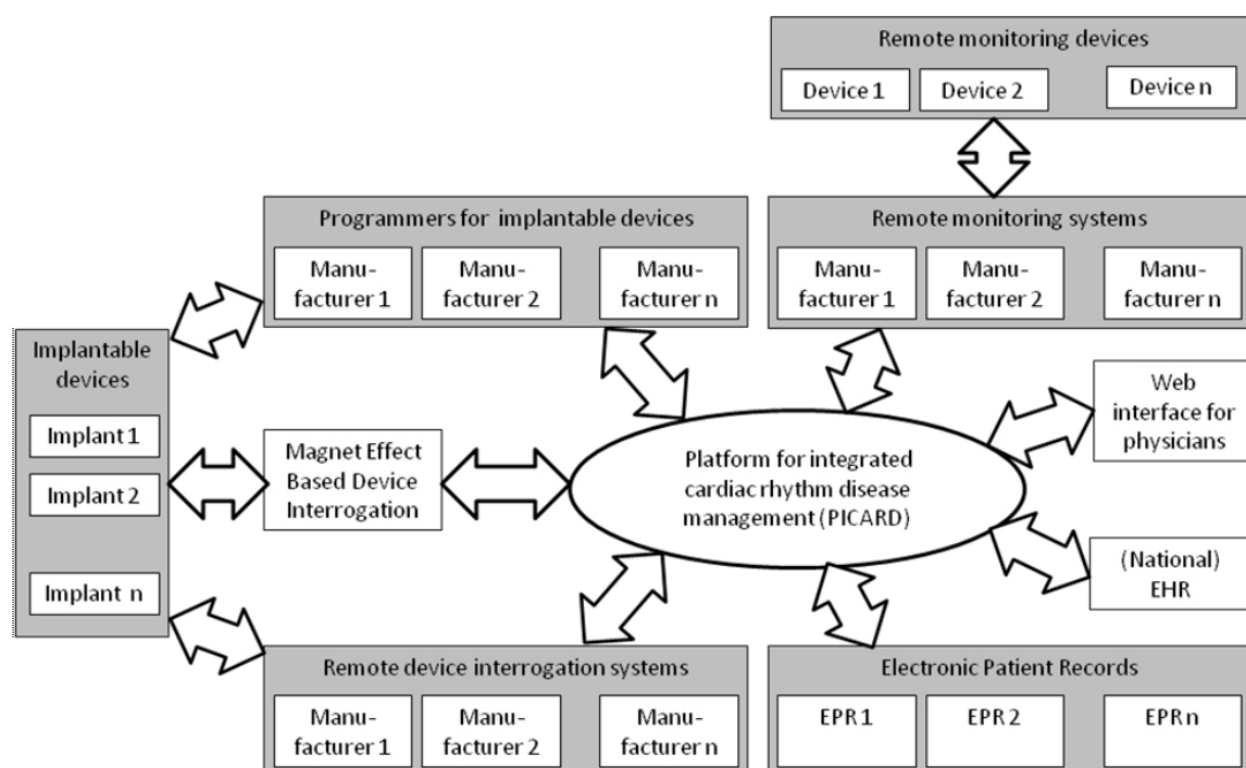 Remote monitoring devices
Device 1
Device 2
Device n
Programmers for implantable devices
Manu-
facturer 1
Manu-
facturer 2
Manu-
facturer n
Remote monitoring systems
Manu-
facturer 1
Manu-
facturer 2
Manu-
facturer n
Implantable
devices
Implant 1
Implant 2
Implant n
Magnet Effect
Based Device
Interrogation
Platform for integrated
cardiac rhythm disease
management (PICARD)
Web
interface for
physicians
(National)
EHR
Remote device interrogation systems
Manu-
facturer 1
Manu-
facturer 2
Manu-
facturer n
Electronic Patient Records
EPR 1
EPR 2
EPR n